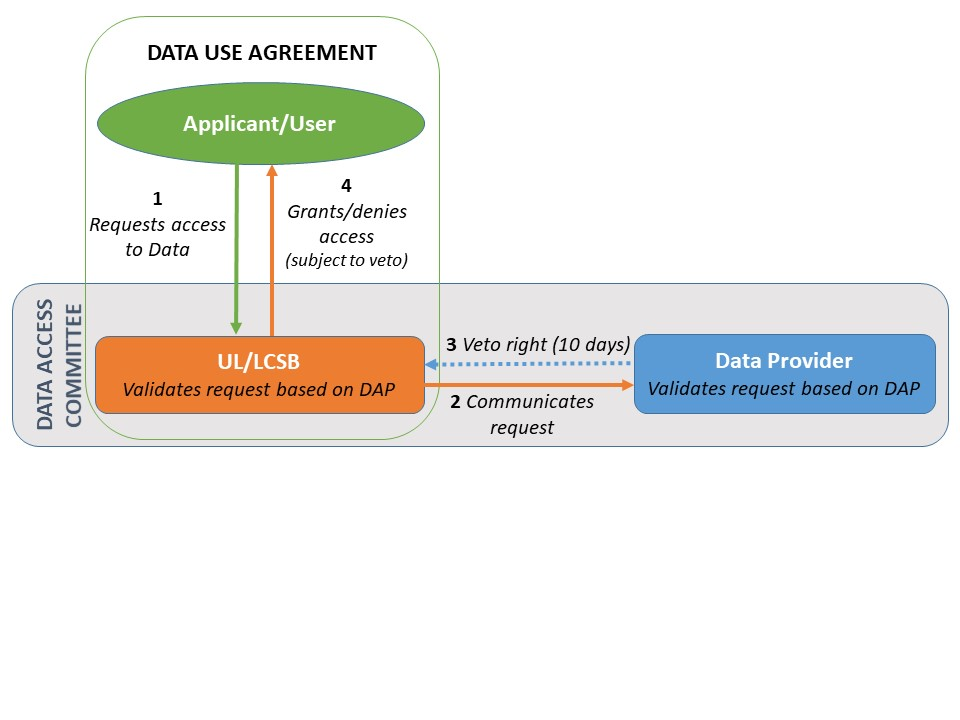 DATA USE AGREEMENT
Applicant/User
1
Requests access
to Data
4
Grants/denies
access
(subject to veto)
DATA ACCESS
COMMITTEE
UL/LCSB
Validates request based on DAP
3 Veto right (10 days)
2 Communicates
request
Data Provider
Validates request based on DAP